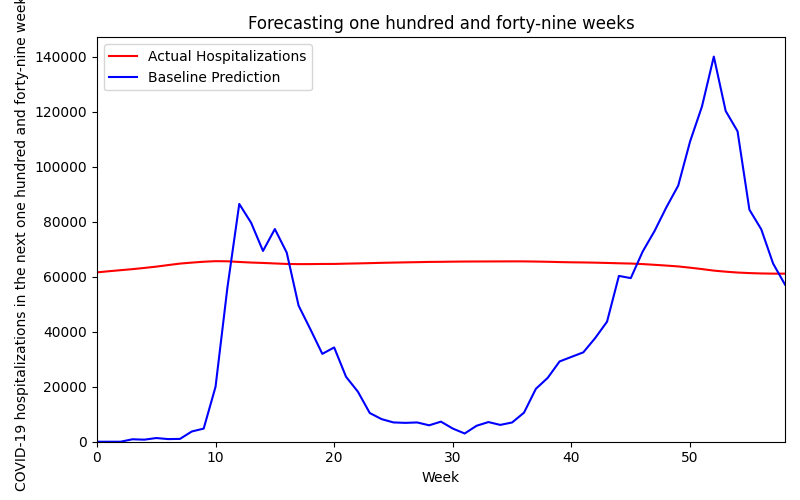 Forecasting one hundred and forty-nine weeks
Actual Hospitalizations
Baseline Prediction
COVID-19 hospitalizations in the next one hundred and forty-nine week
140000
120000
100000
80000
60000
40000
20000
0
0 10 20 30 40 50
Week